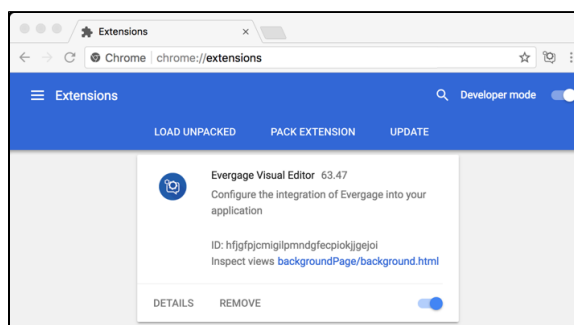 Extensions
Chrome chrome://extensions
Extensions
Developer mode
LOAD UNPACKED PACK EXTENSION UPDATE
Evergage Visual Editor 63.47
Configure the integration of Evergage into your
application
ID: hfjgfpjcmigilpmndgfecpiokjjgejoi
Inspect views backgroundPage/background.html
DETAILS REMOVE